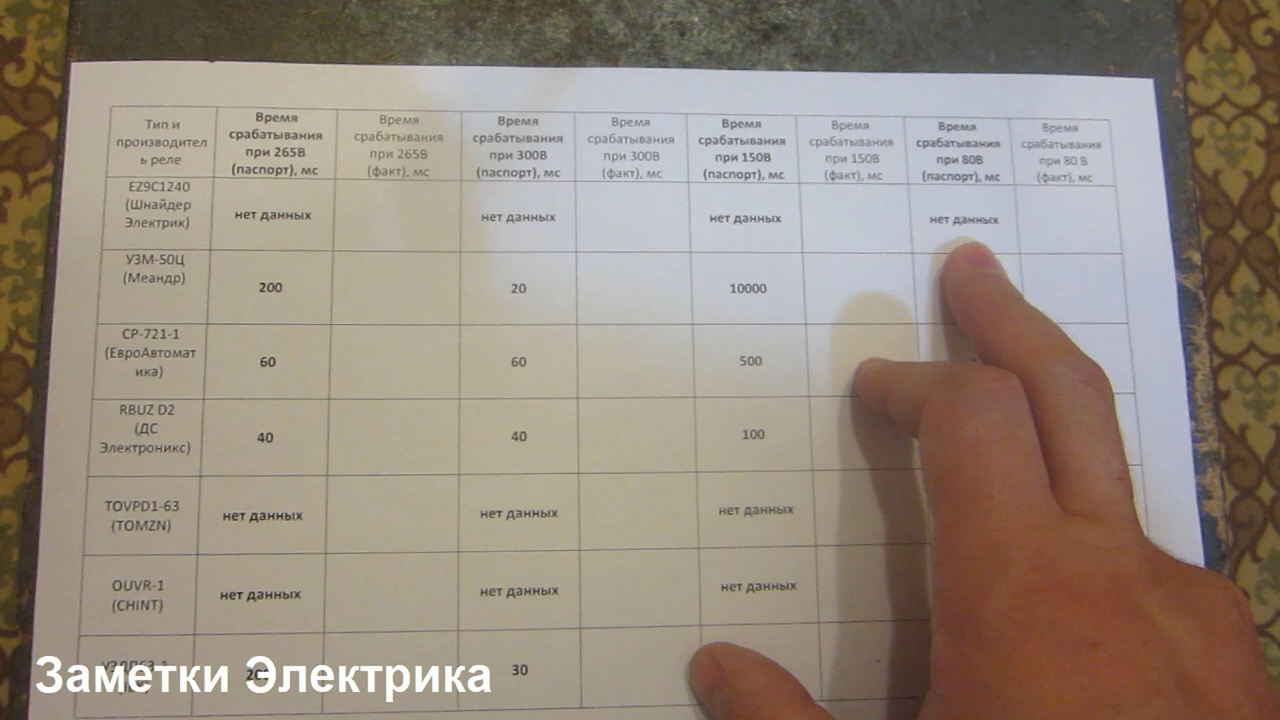 Тип и
производител
ь реле
Время
срабатывания
при 265В
(паспорт), мс
Время
срабатывания
при 265В
(факт), мс
Время
срабатывания
при 300В
(паспорт), мс
Время
срабатывания
при 300В
(факт), мс
Время
срабатывания
при 150В
(паспорт), мс
Время
срабатывания
при 150В
(факт), мс
Время
срабатывания
при 80В
(паспорт), мс
Время
срабатывания
при 80 В
(факт), мс
EZ9C1240
(Шнайдер
Электрик)
нет данных
нет данных
нет данных
нет данных
УЗМ-50Ц
(Меандр)
200
20
10000
СР-721-1
(ЕвроАвтомат
ика)
60
60
500
RBUZ D2
(ДС
Электроникс)
40
40
100
TOVPD1-63
(TOMZN)
нет данных
нет данных
нет данных
OUVR-1
(CHINT)
нет данных
нет данных
нет данных
30
Заметки Электрика